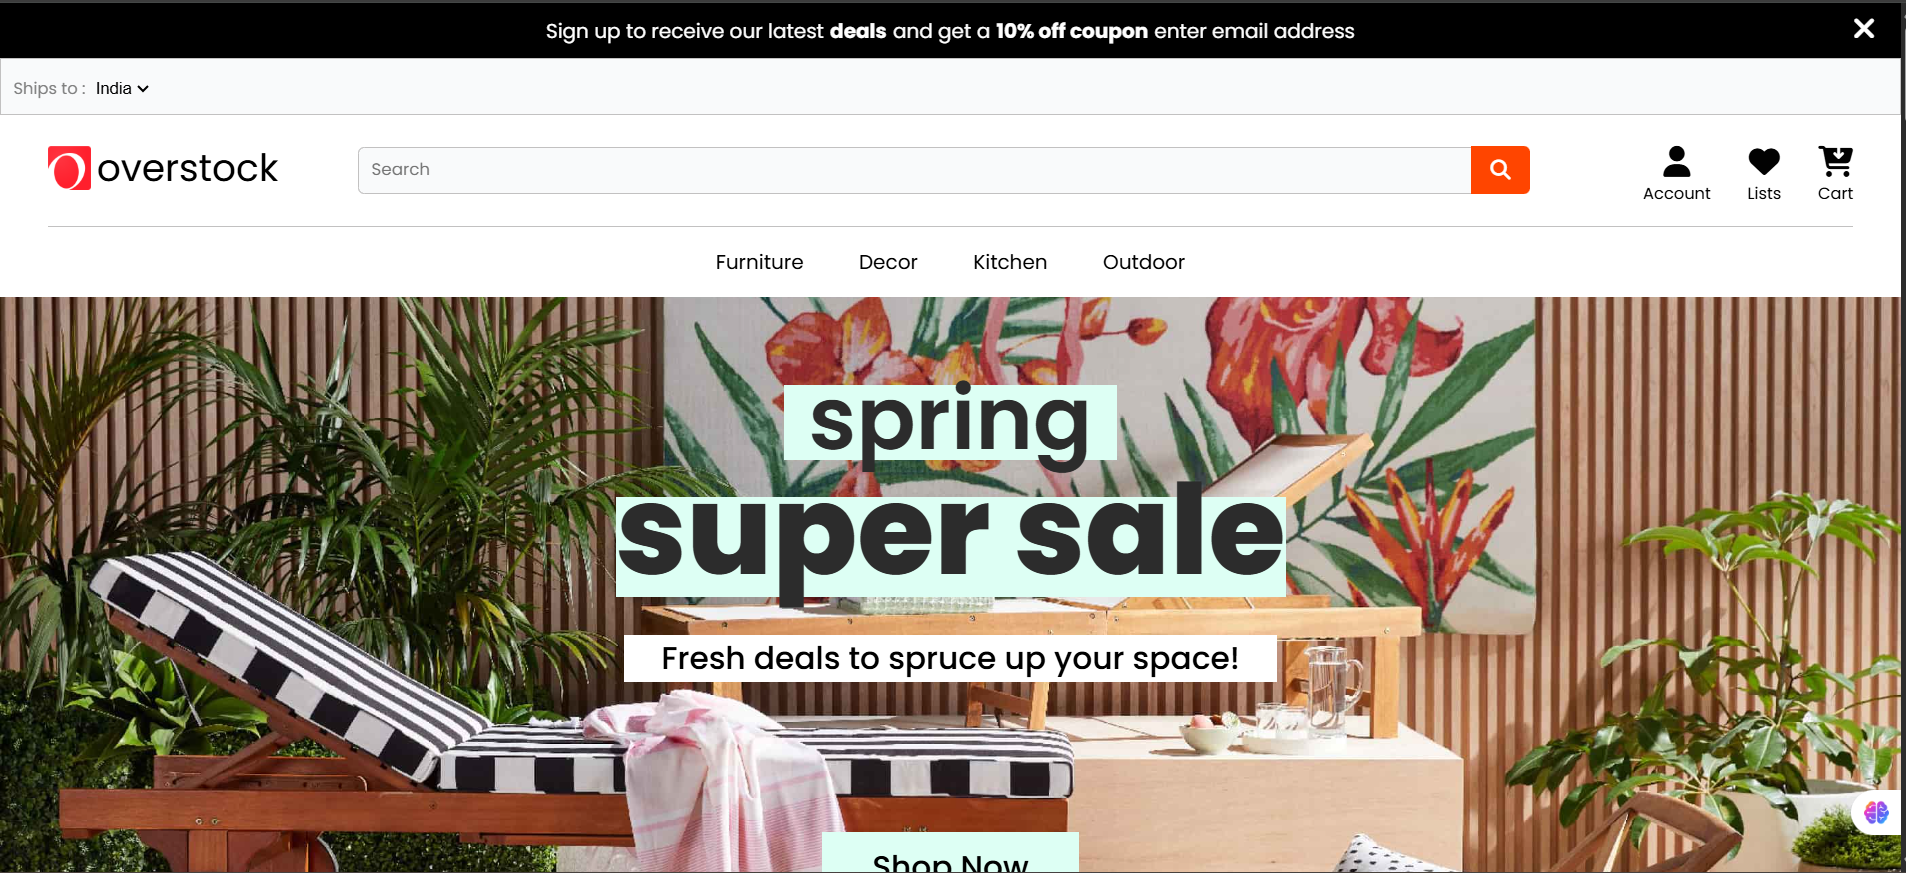 Sign up to receive our latest deals and get a 10% off coupon enter email address
Ships to : India
overstock
Search
Account Lists Cart
Furniture Decor Kitchen Outdoor
spring
super sale
Fresh deals to spruce up your space!
Shop Now